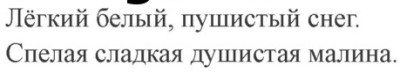 Лёгкий белый, пушистый снег.
Спелая сладкая душистая малина.